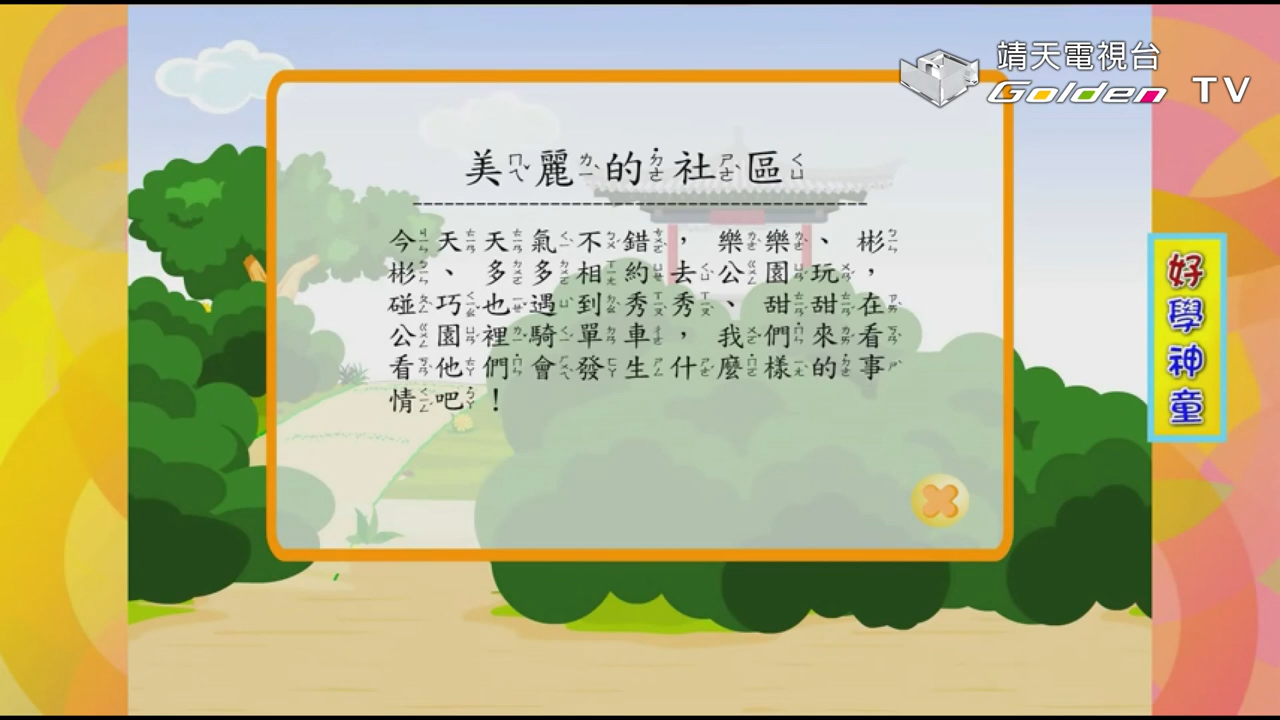 靖天電視台
Golden TV
美麗的社區
今天天氣不錯，樂樂、彬
彬、多多相約去公園玩，
碰巧也遇到秀秀、甜甜在
公園裡騎單車，我們來看
看他們會發生什麼樣的事
情吧！
好學神童